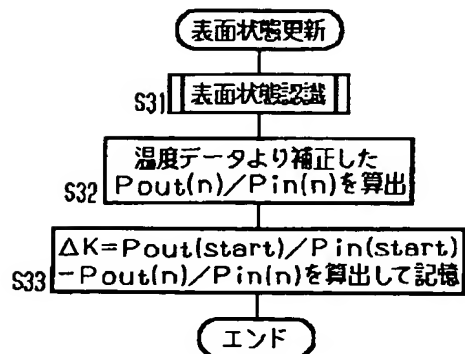 表面状態更新
S31
表面状態認識
温度データより補正した
S32
Pout(n)/Pin(n)を算出
ΔK=Pout(start)/Pin(start)
S33
-Pout(n)/Pin(n)を算出して記憶
エンド